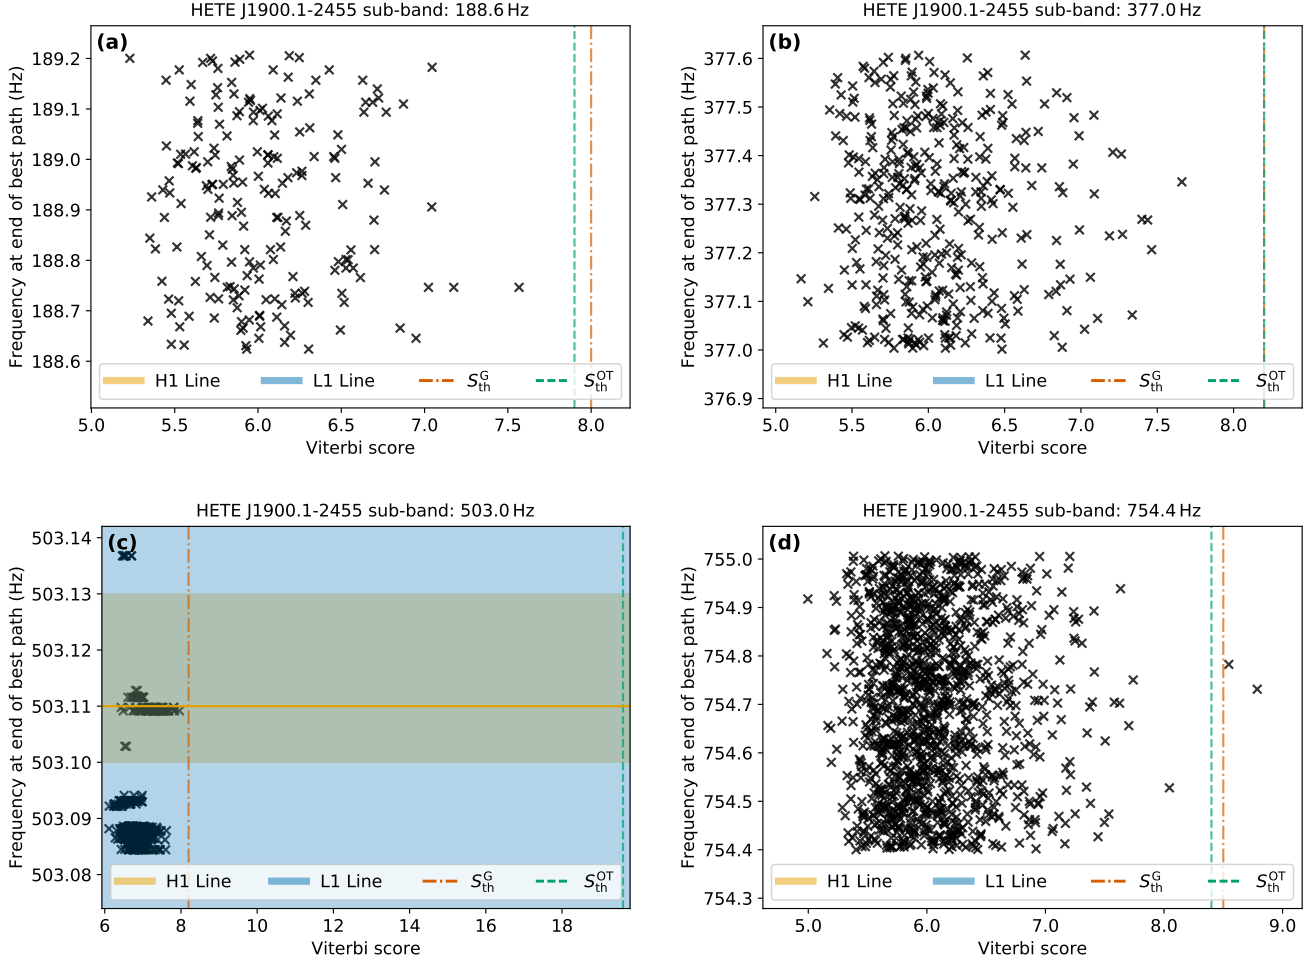 HETE J1900.1-2455 sub-band: 188.6 Hz
(a)
Frequency at end of best path (Hz)
189.2
189.1
189.0
188.9
188.8
188.7
188.6
H1 Line L1 Line S_th^G S_th^OT
5.0 5.5 6.0 6.5 7.0 7.5 8.0
Viterbi score
HETE J1900.1-2455 sub-band: 377.0 Hz
(b)
Frequency at end of best path (Hz)
377.6
377.5
377.4
377.3
377.2
377.1
377.0
376.9
H1 Line L1 Line S_th^G S_th^OT
5.0 5.5 6.0 6.5 7.0 7.5 8.0
Viterbi score
HETE J1900.1-2455 sub-band: 503.0 Hz
(c)
Frequency at end of best path (Hz)
503.14
503.13
503.12
503.11
503.10
503.09
503.08
H1 Line L1 Line S_th^G S_th^OT
6 8 10 12 14 16 18
Viterbi score
HETE J1900.1-2455 sub-band: 754.4 Hz
(d)
Frequency at end of best path (Hz)
755.0
754.9
754.8
754.7
754.6
754.5
754.4
754.3
H1 Line L1 Line S_th^G S_th^OT
5.0 6.0 7.0 8.0 9.0
Viterbi score